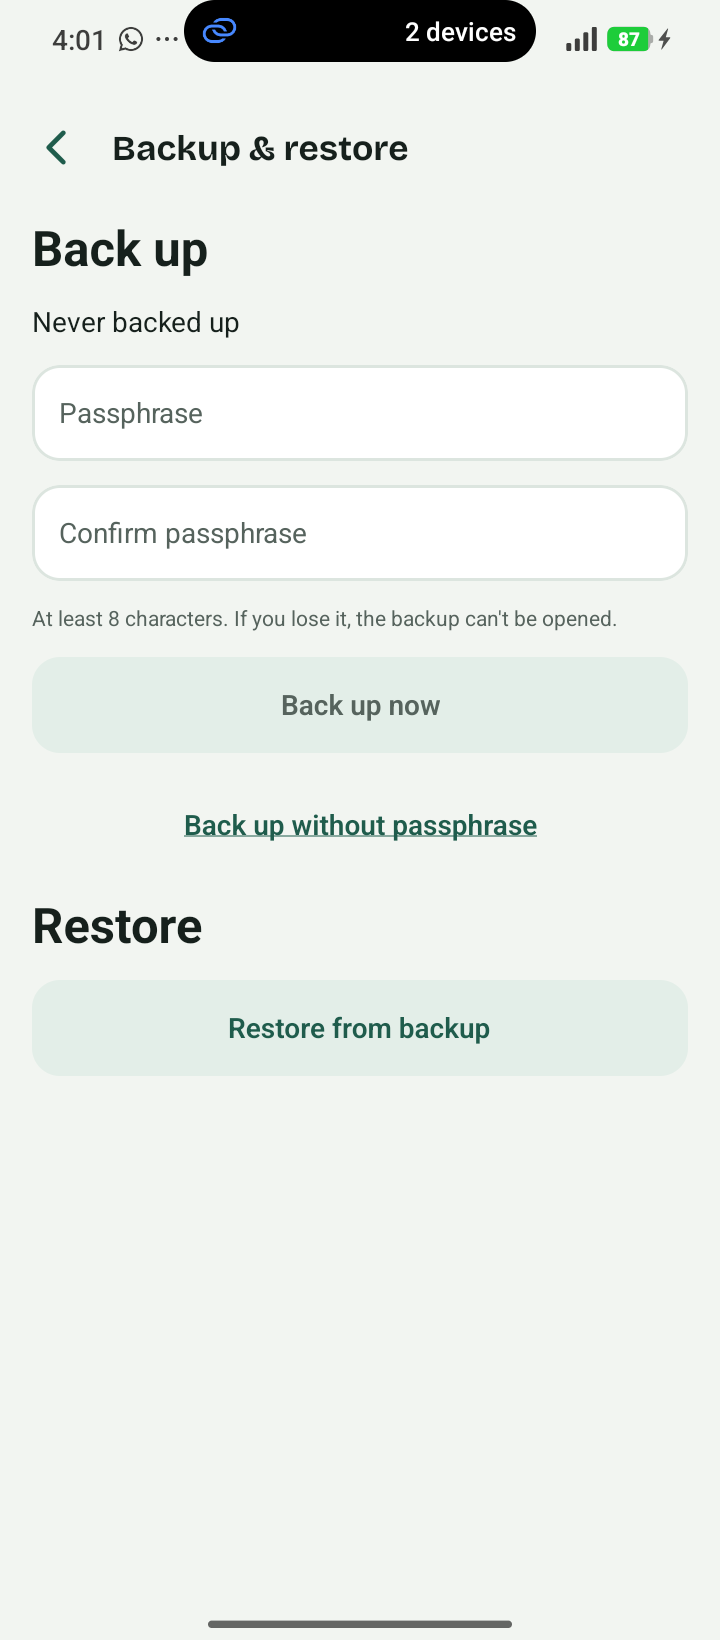 4:01
2 devices
87
Backup & restore
Back up
Never backed up
Passphrase
Confirm passphrase
At least 8 characters. If you lose it, the backup can't be opened.
Back up now
Back up without passphrase
Restore
Restore from backup